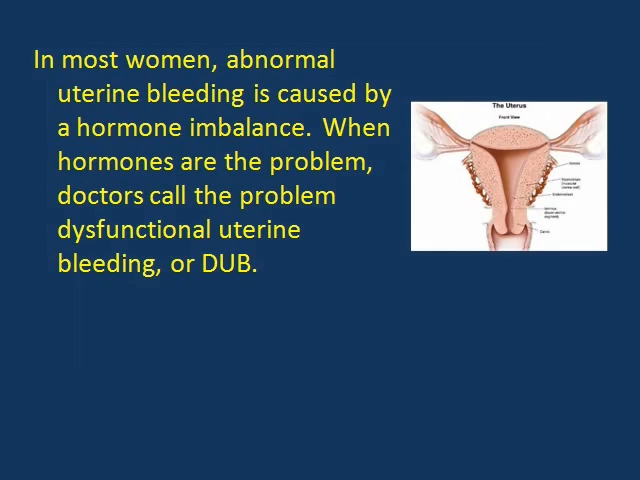 In most women, abnormal
uterine bleeding is caused by
a hormone imbalance. When
hormones are the problem,
doctors call the problem
dysfunctional uterine
bleeding, or DUB.
The Uterus
Front View
Cervix